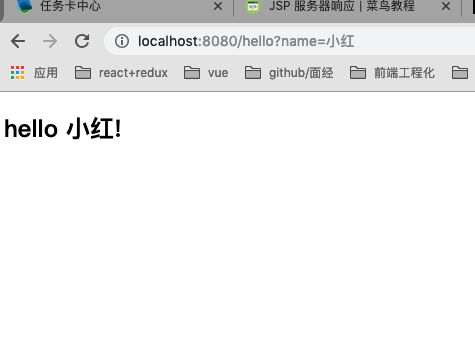 任务卡中心 JSP 服务器响应 | 菜鸟教程
localhost:8080/hello?name=小红
应用 react+redux vue github/面经 前端工程化
hello 小红!